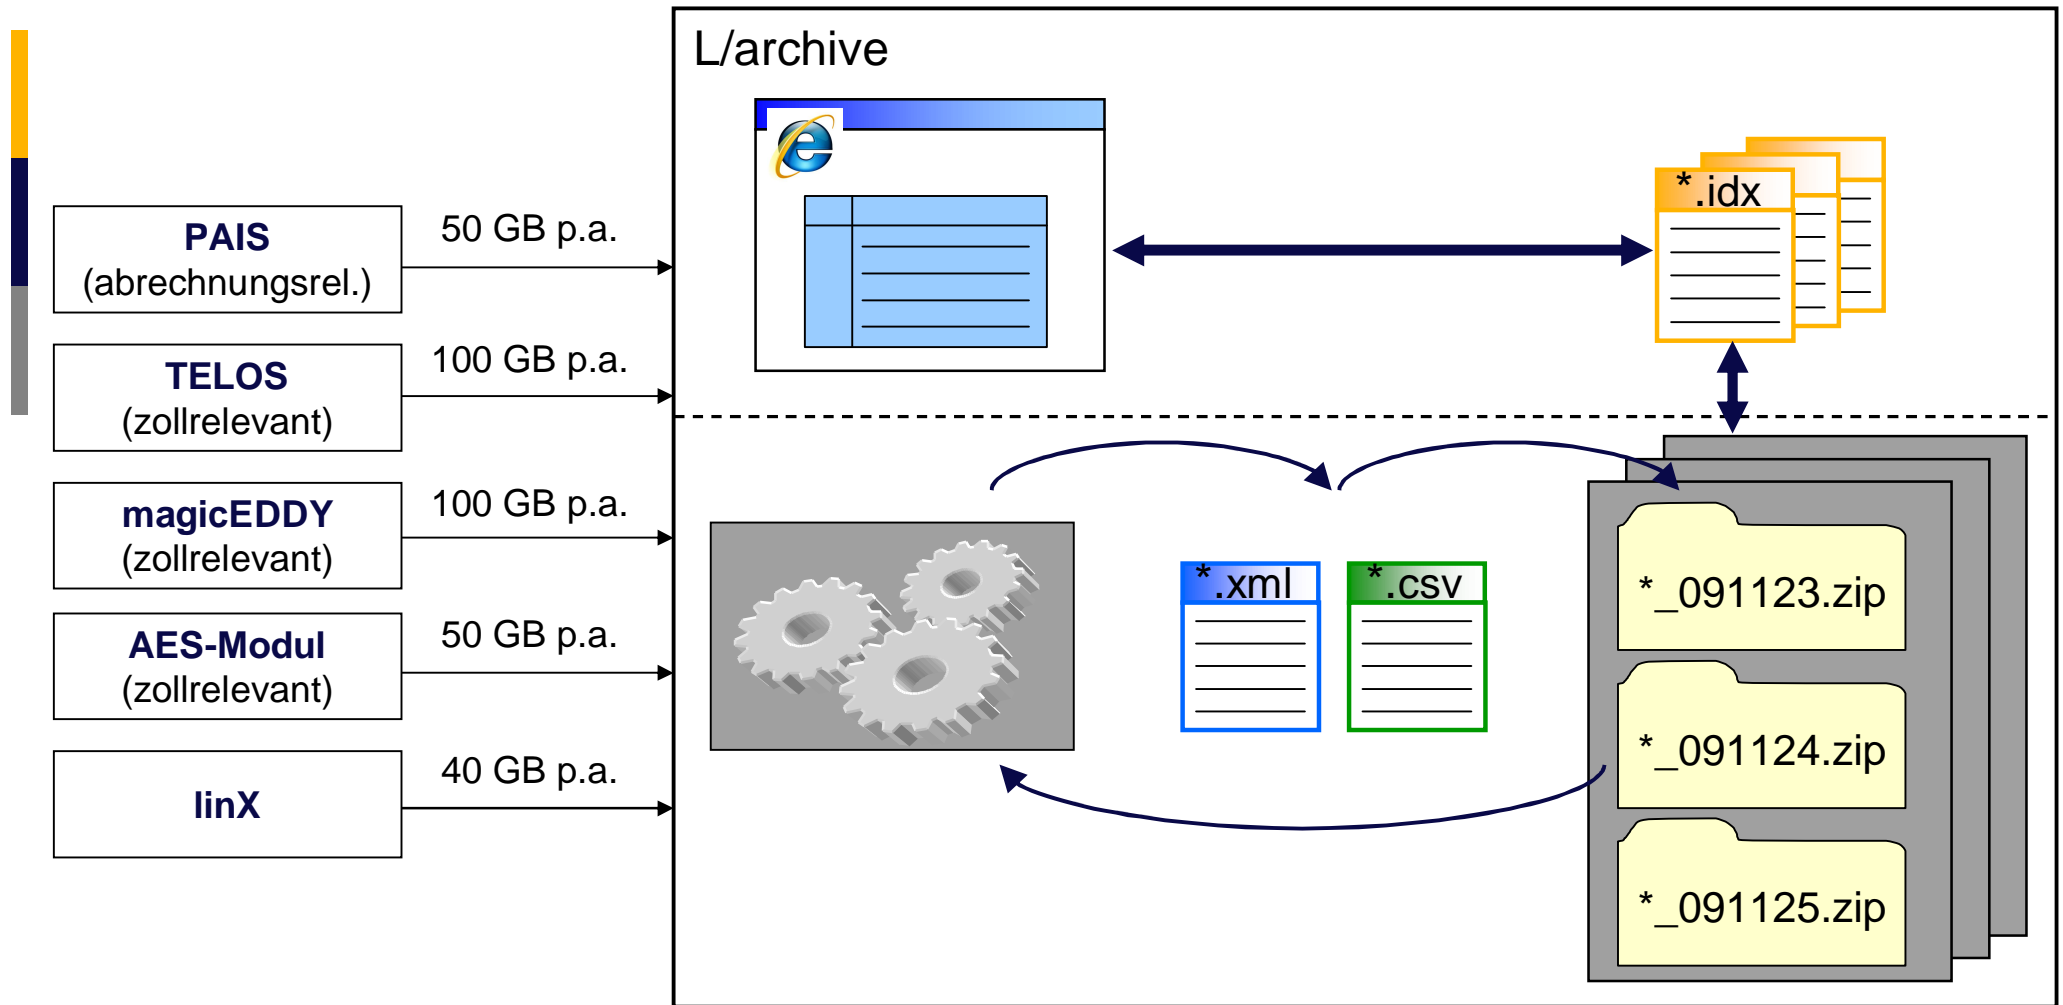 L/archive
PAIS
(abrechnungsrel.)
50 GB p.a.
TELOS
(zollrelevant)
100 GB p.a.
magicEDDY
(zollrelevant)
100 GB p.a.
AES-Modul
(zollrelevant)
50 GB p.a.
linX
40 GB p.a.
*.idx
*.xml
*.csv
*_091123.zip
*_091124.zip
*_091125.zip